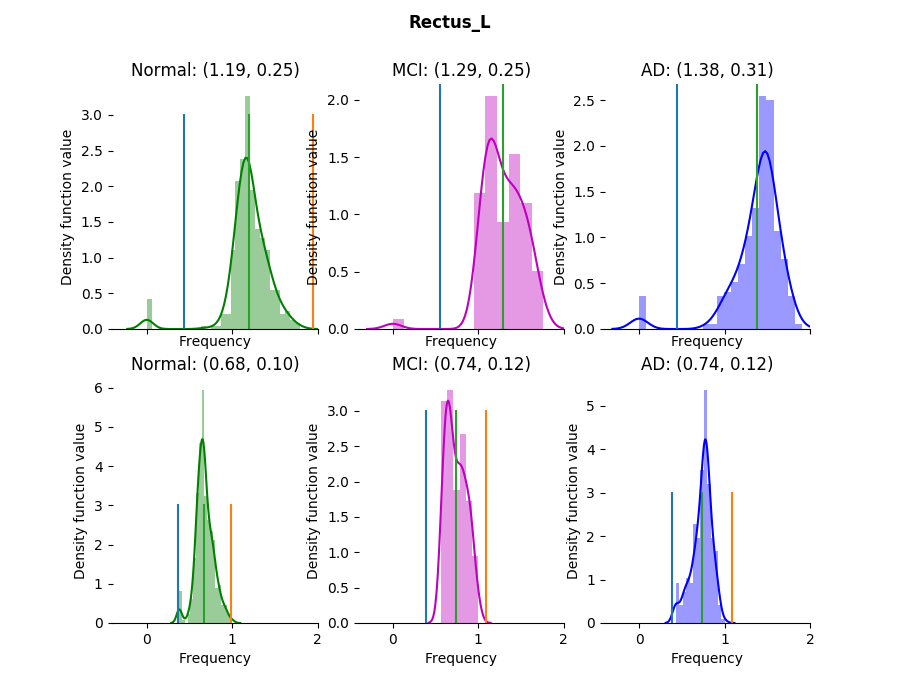 Rectus_L
Normal: (1.19, 0.25)
MCI: (1.29, 0.25)
AD: (1.38, 0.31)
Density function value
3.0
2.5
2.0
1.5
1.0
0.5
0.0
Frequency
Density function value
2.0
1.5
1.0
0.5
0.0
Frequency
Density function value
2.5
2.0
1.5
1.0
0.5
0.0
Frequency
Normal: (0.68, 0.10)
MCI: (0.74, 0.12)
AD: (0.74, 0.12)
Density function value
6
5
4
3
2
1
0
0 1 2
Frequency
Density function value
3.0
2.5
2.0
1.5
1.0
0.5
0.0
0 1 2
Frequency
Density function value
5
4
3
2
1
0
0 1 2
Frequency